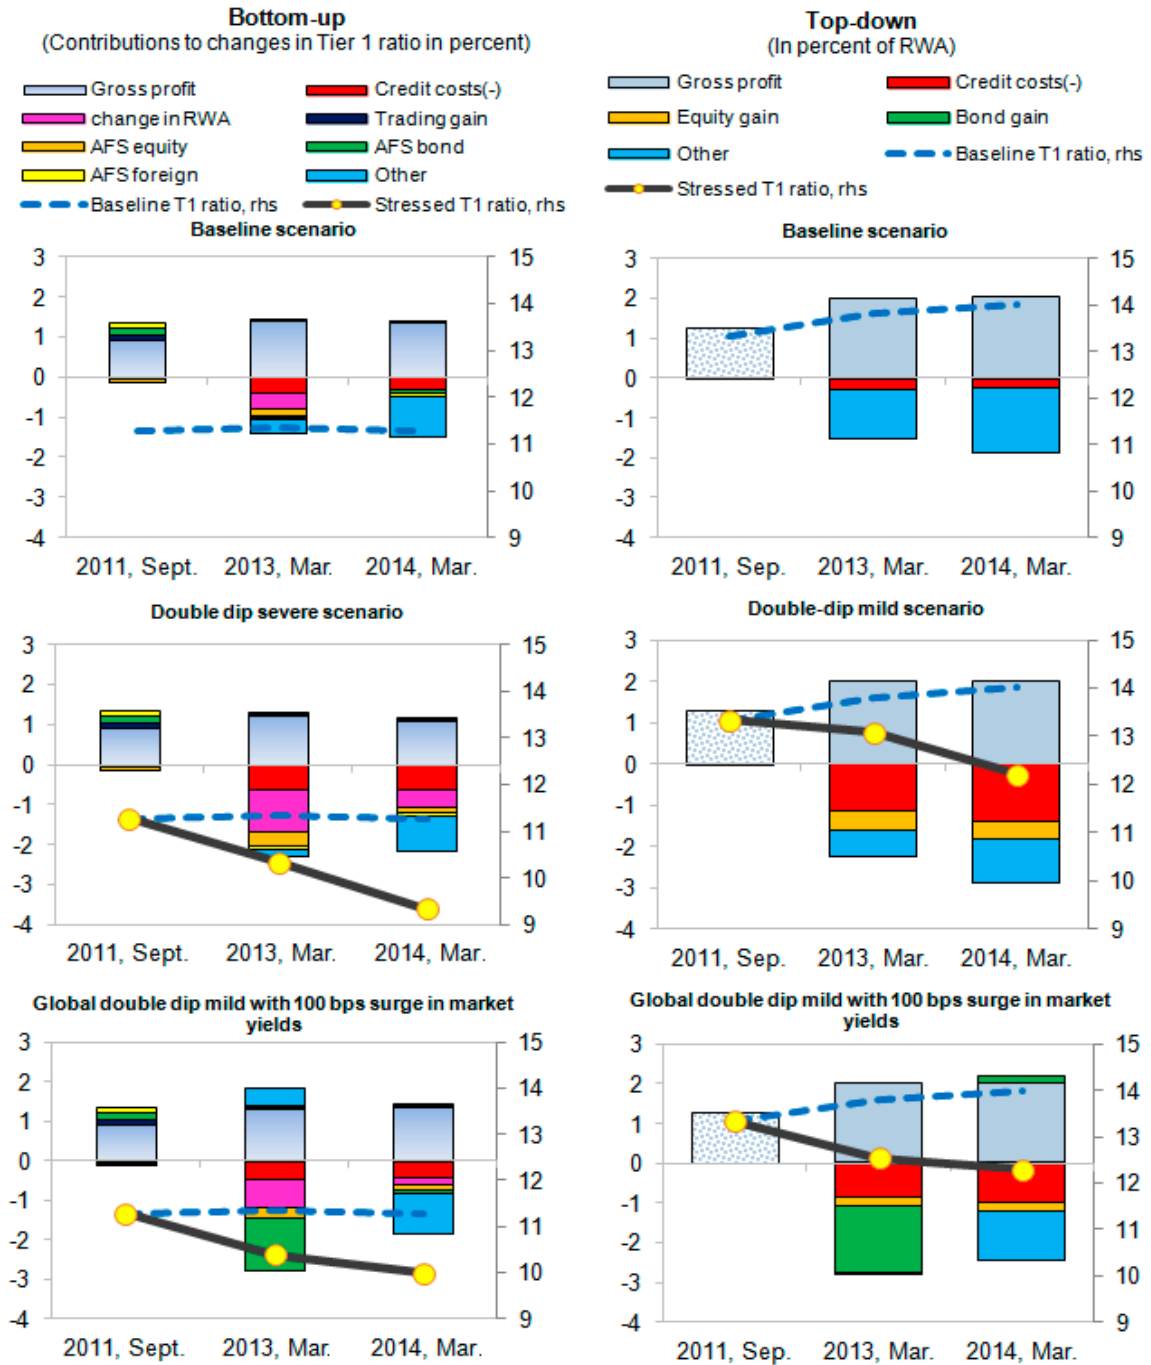 Bottom-up
(Contributions to changes in Tier 1 ratio in percent)
Gross profit
Credit costs(-)
change in RWA
Trading gain
AFS equity
AFS bond
AFS foreign
Other
Baseline T1 ratio, rhs
Stressed T1 ratio, rhs
Baseline scenario
3
2
1
0
-1
-2
-3
-4
15
14
13
12
11
10
9
2011, Sept.
2013, Mar.
2014, Mar.
Double dip severe scenario
3
2
1
0
-1
-2
-3
-4
15
14
13
12
11
10
9
2011, Sept.
2013, Mar.
2014, Mar.
Global double dip mild with 100 bps surge in market
yields
3
2
1
0
-1
-2
-3
-4
15
14
13
12
11
10
9
2011, Sept.
2013, Mar.
2014, Mar.
Top-down
(In percent of RWA)
Gross profit
Credit costs(-)
Equity gain
Bond gain
Other
Baseline T1 ratio, rhs
Stressed T1 ratio, rhs
Baseline scenario
3
2
1
0
-1
-2
-3
-4
15
14
13
12
11
10
9
2011, Sep.
2013, Mar.
2014, Mar.
Double-dip mild scenario
3
2
1
0
-1
-2
-3
-4
15
14
13
12
11
10
9
2011, Sep.
2013, Mar.
2014, Mar.
Global double dip mild with 100 bps surge in market
yields
3
2
1
0
-1
-2
-3
-4
15
14
13
12
11
10
9
2011, Sep.
2013, Mar.
2014, Mar.